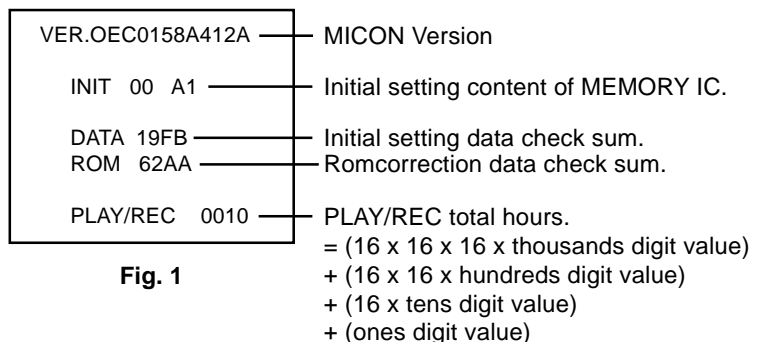 VER.OEC0158A412A MICON Version
INIT 00 A1 Initial setting content of MEMORY IC.
DATA 19FB Initial setting data check sum.
ROM 62AA Romcorrection data check sum.
PLAY/REC 0010 PLAY/REC total hours.
= (16 x 16 x 16 x thousands digit value)
+ (16 x 16 x hundreds digit value)
+ (16 x tens digit value)
+ (ones digit value)
Fig. 1